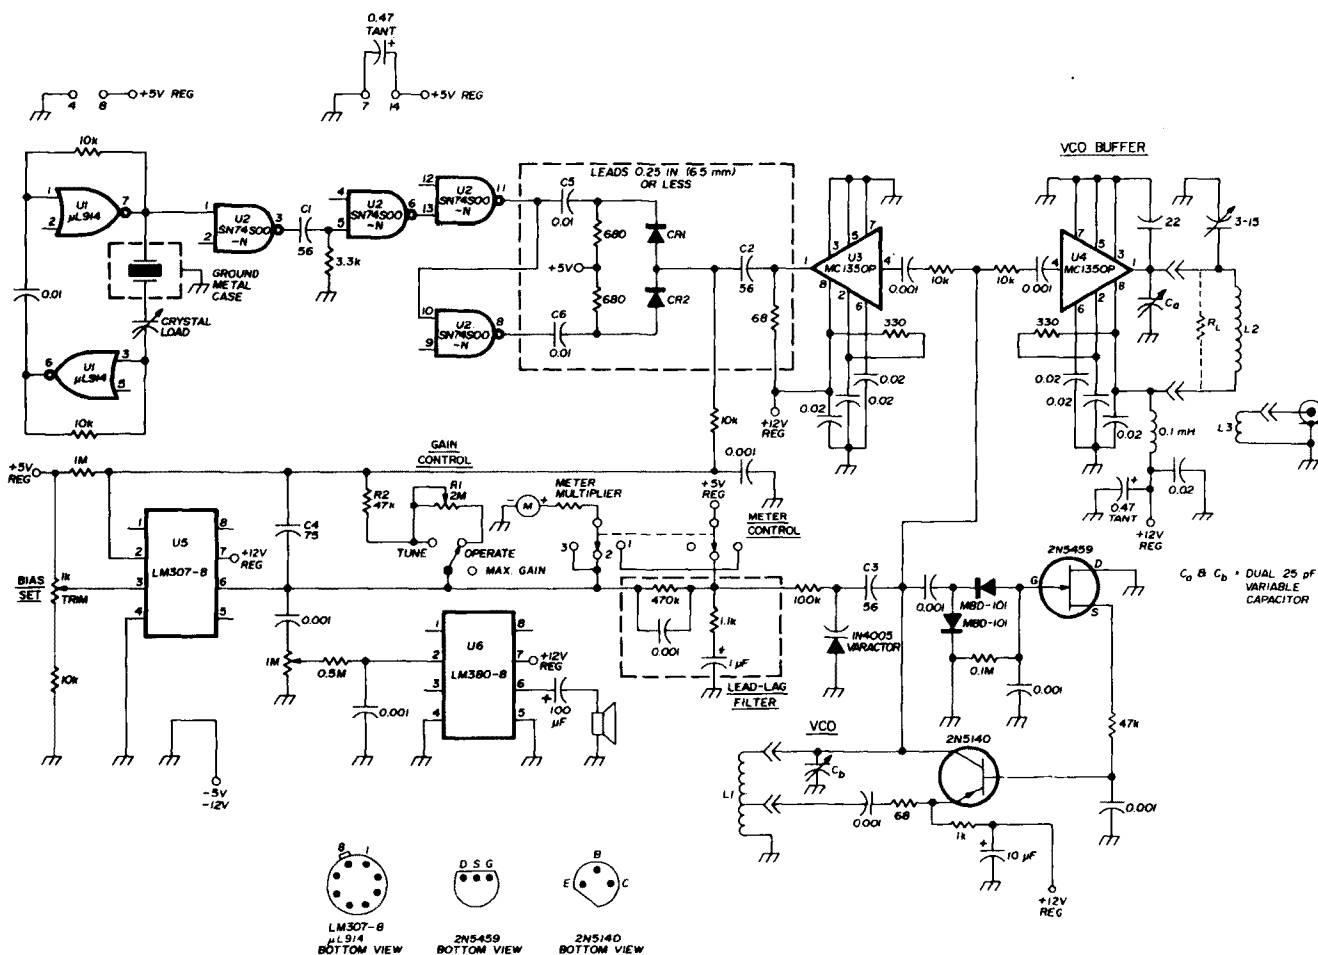 0.47
TANT
+
4 8 +5V REG
7 14 +5V REG
10k
1
2
U1
µL914
7
1
2
U2
SN74S00
-N
3
C1
56
3.3k
4
5
U2
SN74S00
-N
6
12
13
U2
SN74S00
-N
11
10
9
U2
SN74S00
-N
8
0.01
GROUND
METAL
CASE
CRYSTAL
LOAD
6
U1
µL914
3
5
10k
LEADS 0.25 IN (6.5 mm)
OR LESS
C5
0.01
680
+5V
680
C6
0.01
CR1
CR2
C2
56
68
+12V
REG
1
3
5
7
U3
MC1350P
4
8
2
6
0.001
10k
330
0.02
0.02
0.02
VCO BUFFER
10k
0.001
4
7
5
3
U4
MC1350P
1
6
2
8
330
0.02
0.02
0.02
22
3-15
Ca
RL
L2
L3
0.1 mH
0.02
+
0.47
TANT
+12V
REG
Ca & Cb = DUAL 25 pF
VARIABLE
CAPACITOR
+5V
REG
1M
BIAS
SET
1k
TRIM
10k
1
2
3
4
U5
LM307-8
8
7
6
5
+12V
REG
-5V
-12V
C4
75
0.001
1M
0.5M
0.001
GAIN
CONTROL
R2
47k
R1
2M
TUNE
OPERATE
MAX. GAIN
METER
MULTIPLIER
- M +
3
2
1
10k
0.001
+5V
REG
METER
CONTROL
1
2
3
4
U6
LM380-8
8
7
6
5
+12V
REG
+
100
µF
470k
0.001
1.1k
+
1 µF
LEAD-LAG
FILTER
100k
1N4005
VARACTOR
C3
56
0.001
MBD-101
MBD-101
0.1M
0.001
2N5459
G
D
S
47k
0.001
VCO
L1
Cb
0.001
68
2N5140
1k
+
10 µF
+12V
REG
8 1
LM307-8
µL914
BOTTOM VIEW
D S G
2N5459
BOTTOM VIEW
B
E C
2N5140
BOTTOM VIEW